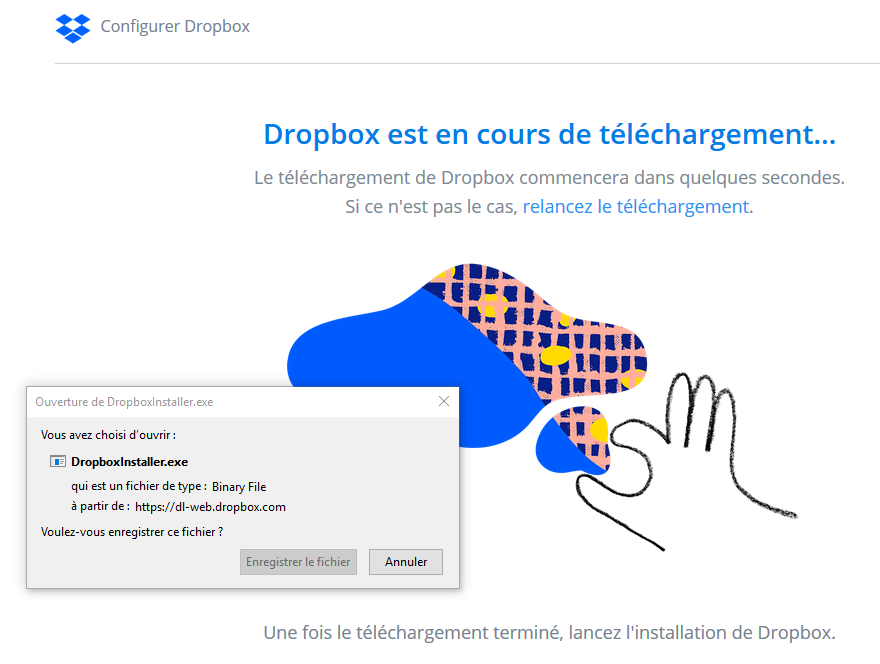 Configurer Dropbox
Dropbox est en cours de téléchargement...
Le téléchargement de Dropbox commencera dans quelques secondes.
Si ce n'est pas le cas, relancez le téléchargement.
Ouverture de DropboxInstaller.exe
Vous avez choisi d'ouvrir :
DropboxInstaller.exe
qui est un fichier de type : Binary File
à partir de : https://dl-web.dropbox.com
Voulez-vous enregistrer ce fichier ?
Enregistrer le fichier Annuler
Une fois le téléchargement terminé, lancez l'installation de Dropbox.